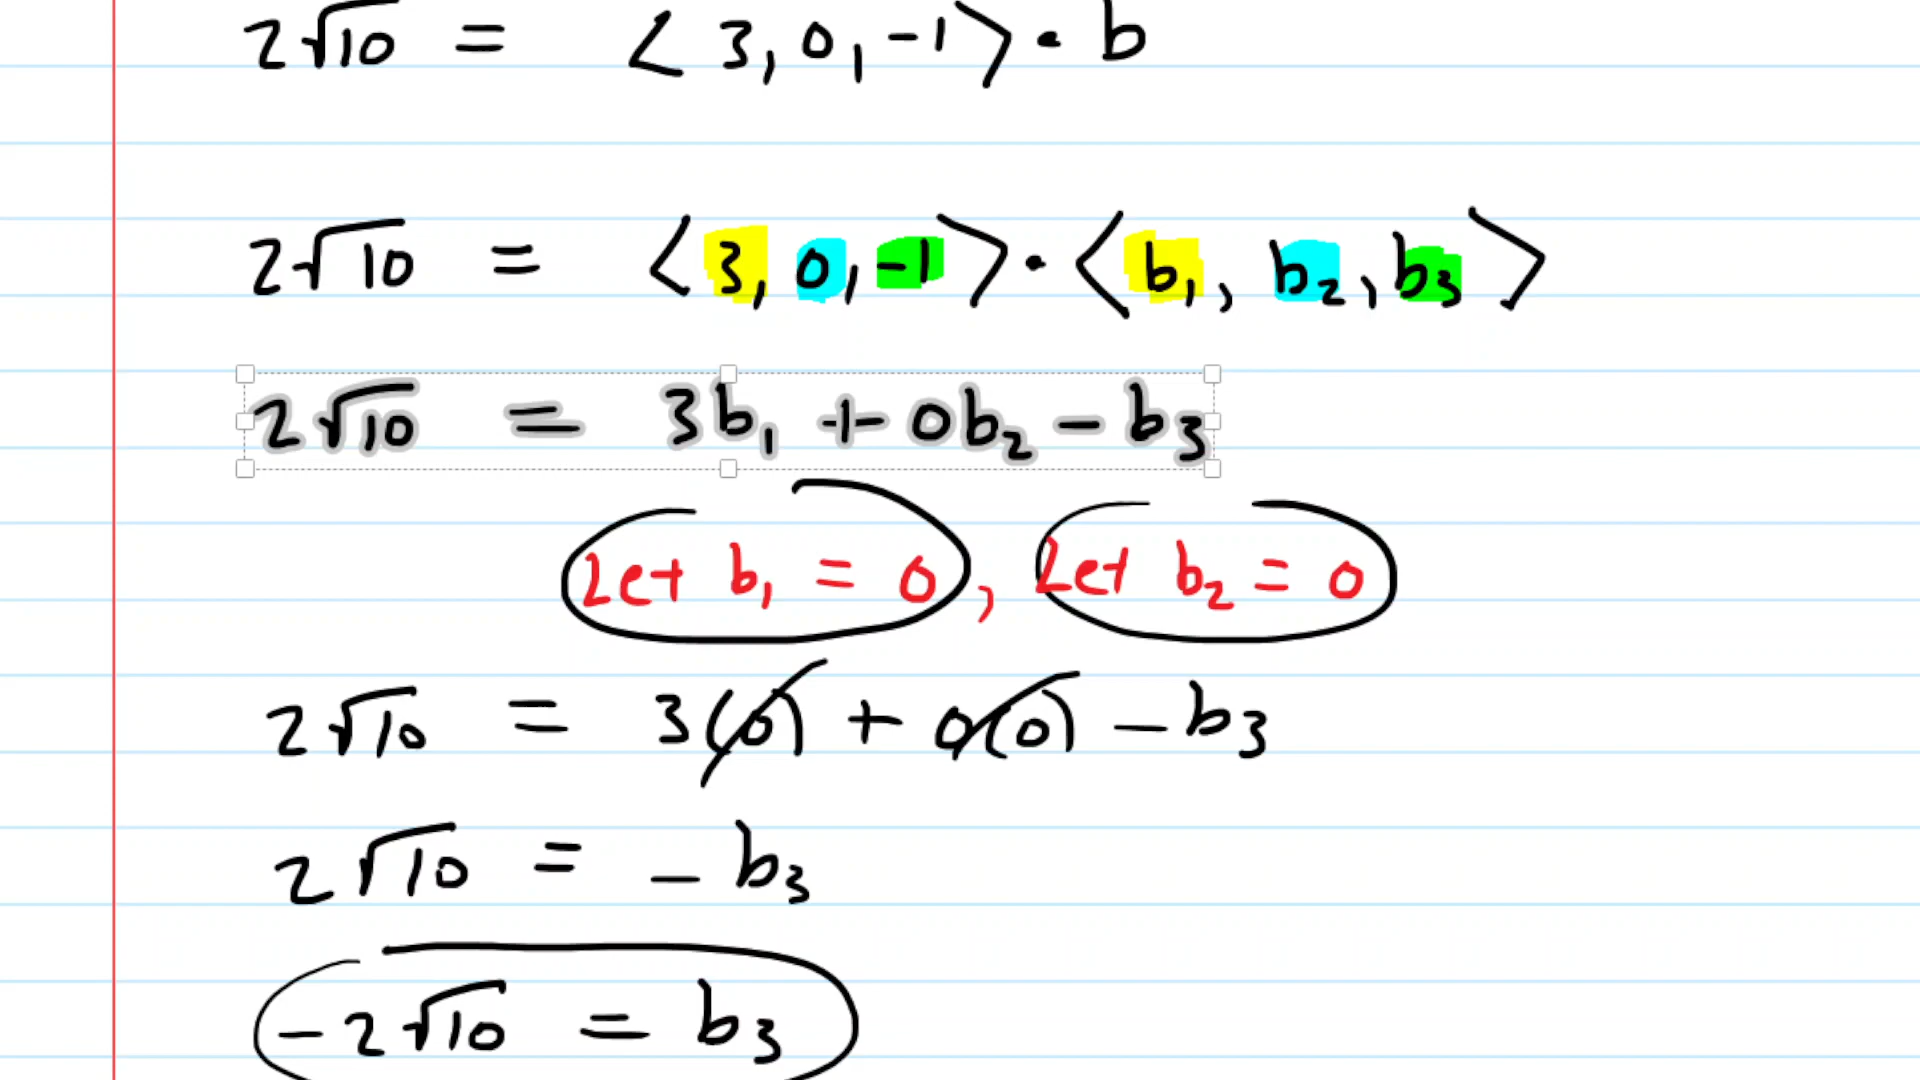 2√10 = ⟨3, 0, -1⟩ · b
2√10 = ⟨3, 0, -1⟩ · ⟨b₁, b₂, b₃⟩
2√10 = 3b₁ + 0b₂ - b₃
Let b₁ = 0, Let b₂ = 0
2√10 = 3(0) + 0(0) - b₃
2√10 = - b₃
-2√10 = b₃